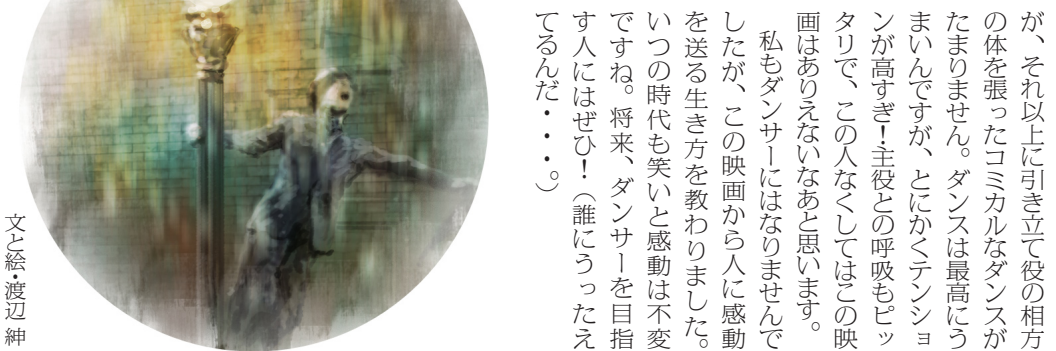 が、それ以上に引き立て役の相方
の体を張ったコミカルなダンスが
たまりません。ダンスは最高にう
まいんですが、とにかくテンショ
ンが高すぎ！主役との呼吸もピッ
タリで、この人なくしてはこの映
画はありえないなあと思います。
私もダンサーにはなりませんで
したが、この映画から人に感動
を送る生き方を教わりました。
いつの時代も笑いと感動は不変
ですね。将来、ダンサーを目指
す人にはぜひ！（誰にうったえ
てるんだ・・・。）
文と絵・渡辺 紳